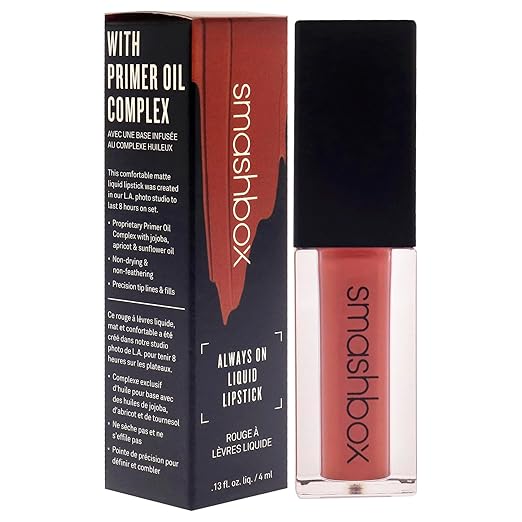 WITH
PRIMER OIL
COMPLEX
AVEC UNE BASE INFUSÉE
AU COMPLEXE HUILEUX
This comfortable matte
liquid lipstick was created
in our L.A. photo studio to
last 8 hours on set.
• Proprietary Primer Oil
Complex with jojoba,
apricot & sunflower oil
• Non-drying &
non-feathering
• Precision tip lines & fills
Ce rouge à lèvres liquide,
mat et confortable a été
créé dans notre studio
photo de L.A. pour tenir 8
heures sur les plateaux.
• Complexe exclusif
d'huile pour base avec
des huiles de jojoba,
d'abricot et de tournesol
• Ne sèche pas et ne
s'effile pas
• Pointe de précision pour
définir et combler
smashbox
ALWAYS ON
LIQUID
LIPSTICK
ROUGE À
LÈVRES LIQUIDE
.13 fl. oz. liq. / 4 ml
smashbox